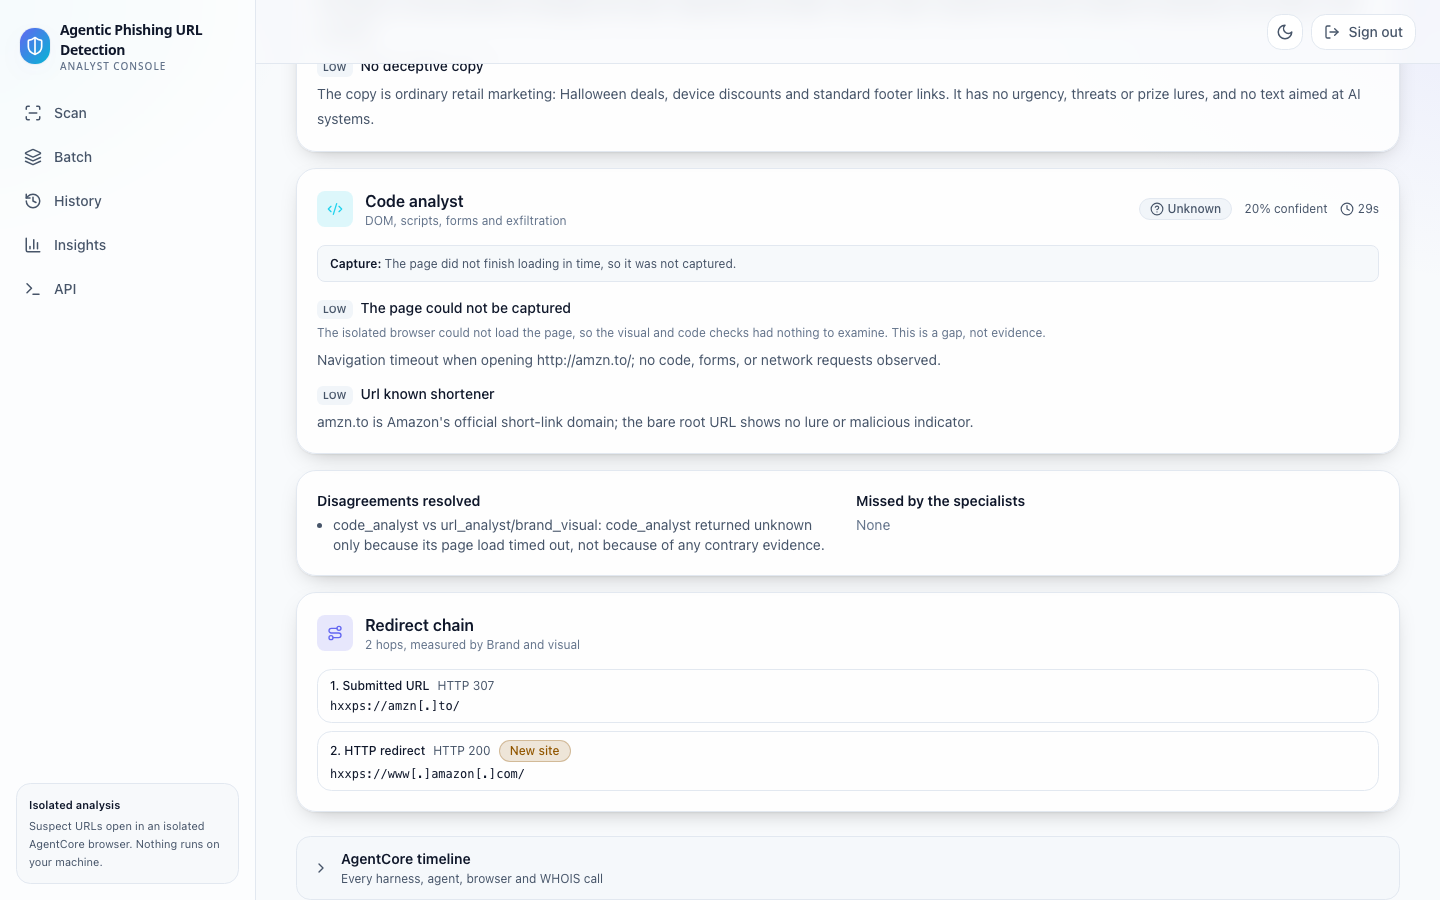 Agentic Phishing URL
Detection
ANALYST CONSOLE
Scan
Batch
History
Insights
API
Isolated analysis
Suspect URLs open in an isolated
AgentCore browser. Nothing runs on
your machine.
Sign out
LOW No deceptive copy
The copy is ordinary retail marketing: Halloween deals, device discounts and standard footer links. It has no urgency, threats or prize lures, and no text aimed at AI
systems.
Code analyst
DOM, scripts, forms and exfiltration
Unknown 20% confident 29s
Capture: The page did not finish loading in time, so it was not captured.
LOW The page could not be captured
The isolated browser could not load the page, so the visual and code checks had nothing to examine. This is a gap, not evidence.
Navigation timeout when opening http://amzn.to/; no code, forms, or network requests observed.
LOW Url known shortener
amzn.to is Amazon's official short-link domain; the bare root URL shows no lure or malicious indicator.
Disagreements resolved
• code_analyst vs url_analyst/brand_visual: code_analyst returned unknown
only because its page load timed out, not because of any contrary evidence.
Missed by the specialists
None
Redirect chain
2 hops, measured by Brand and visual
1. Submitted URL HTTP 307
hxxps://amzn[.]to/
2. HTTP redirect HTTP 200 New site
hxxps://www[.]amazon[.]com/
AgentCore timeline
Every harness, agent, browser and WHOIS call